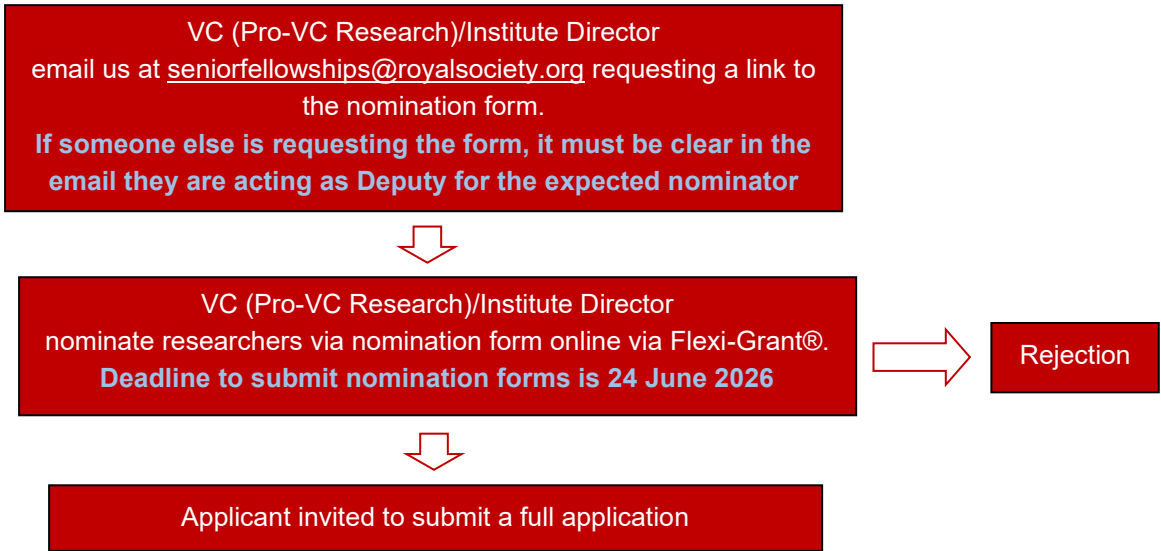 VC (Pro-VC Research)/Institute Director
email us at seniorfellowships@royalsociety.org requesting a link to
the nomination form.
If someone else is requesting the form, it must be clear in the
email they are acting as Deputy for the expected nominator
VC (Pro-VC Research)/Institute Director
nominate researchers via nomination form online via Flexi-Grant®.
Deadline to submit nomination forms is 24 June 2026
Rejection
Applicant invited to submit a full application